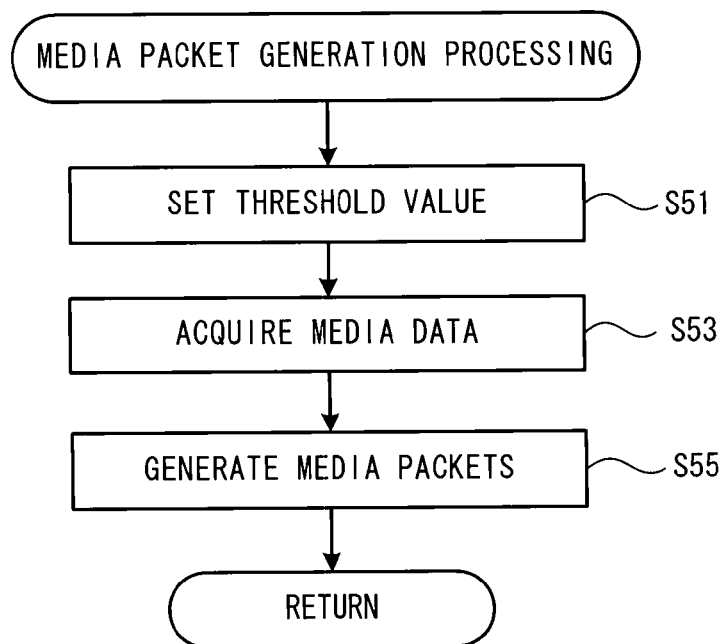 MEDIA PACKET GENERATION PROCESSING
SET THRESHOLD VALUE
S51
ACQUIRE MEDIA DATA
S53
GENERATE MEDIA PACKETS
S55
RETURN